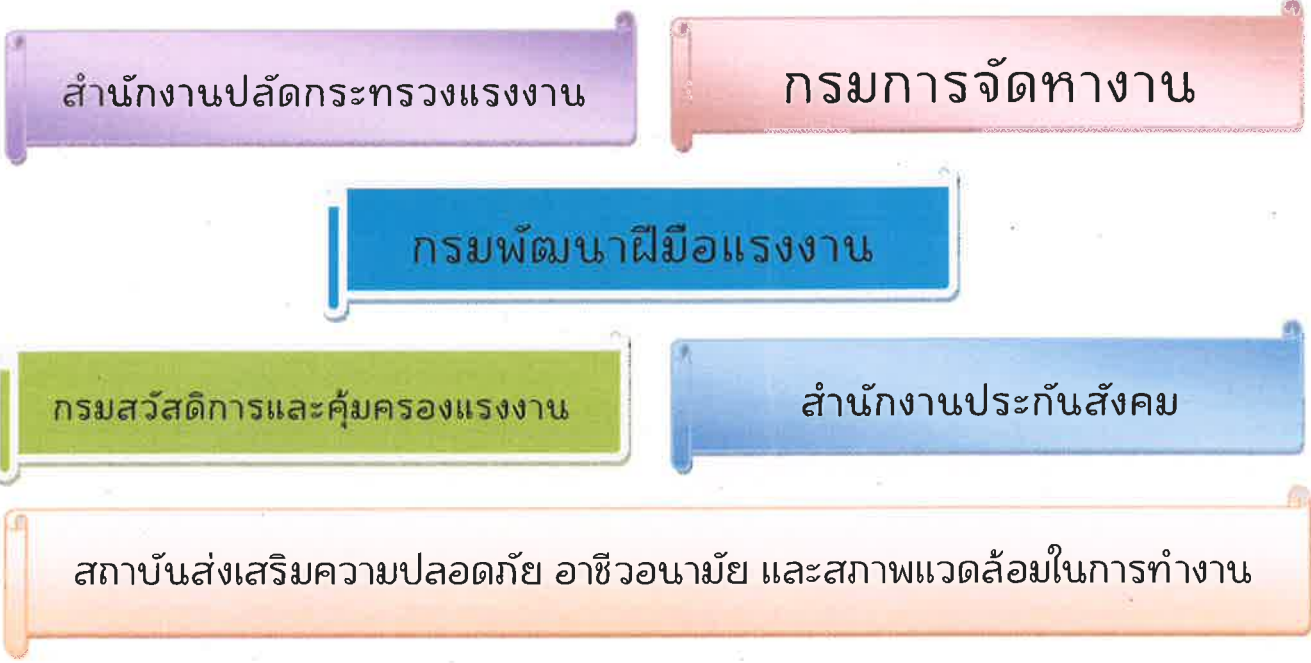 สำนักงานปลัดกระทรวงแรงงาน
กรมการจัดหางาน
กรมพัฒนาฝีมือแรงงาน
กรมสวัสดิการและคุ้มครองแรงงาน
สำนักงานประกันสังคม
สถาบันส่งเสริมความปลอดภัย อาชีวอนามัย และสภาพแวดล้อมในการทำงาน